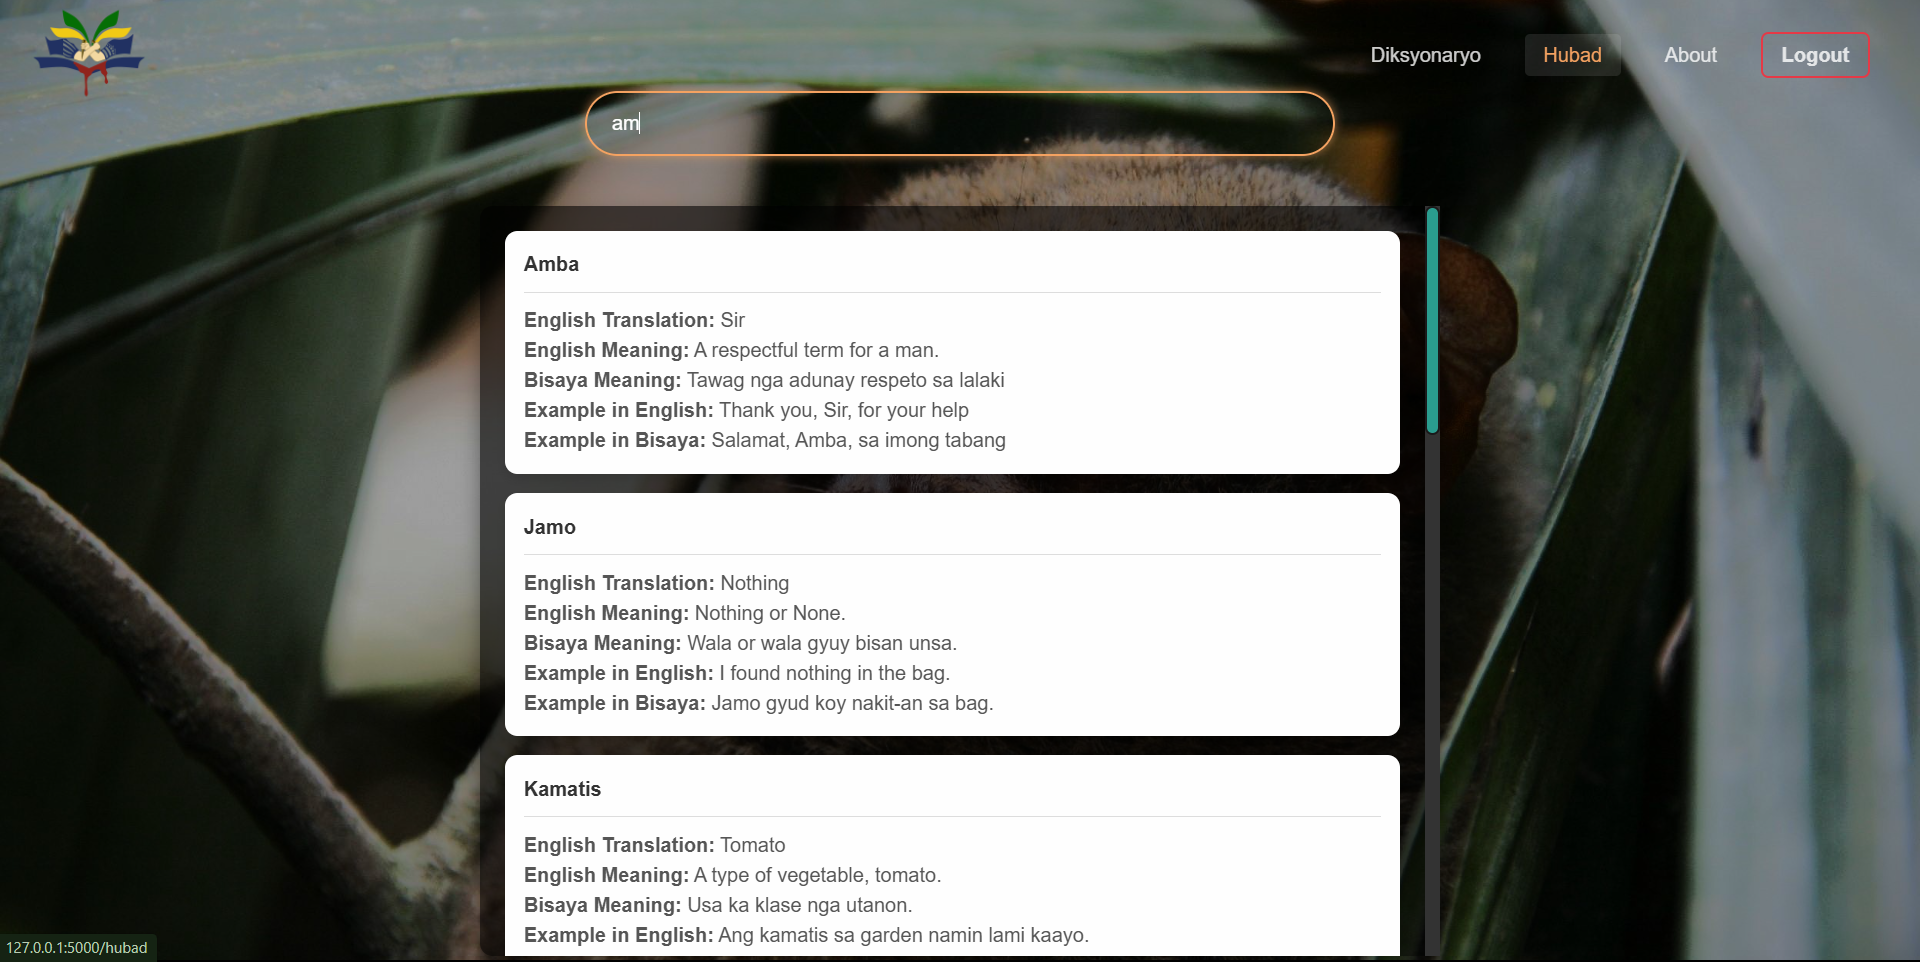 Diksyonaryo Hubad About Logout
am
Amba
English Translation: Sir
English Meaning: A respectful term for a man.
Bisaya Meaning: Tawag nga adunay respeto sa lalaki
Example in English: Thank you, Sir, for your help
Example in Bisaya: Salamat, Amba, sa imong tabang
Jamo
English Translation: Nothing
English Meaning: Nothing or None.
Bisaya Meaning: Wala or wala gyuy bisan unsa.
Example in English: I found nothing in the bag.
Example in Bisaya: Jamo gyud koy nakit-an sa bag.
Kamatis
English Translation: Tomato
English Meaning: A type of vegetable, tomato.
Bisaya Meaning: Usa ka klase nga utanon.
Example in English: Ang kamatis sa garden namin lami kaayo.
127.0.0.1:5000/hubad